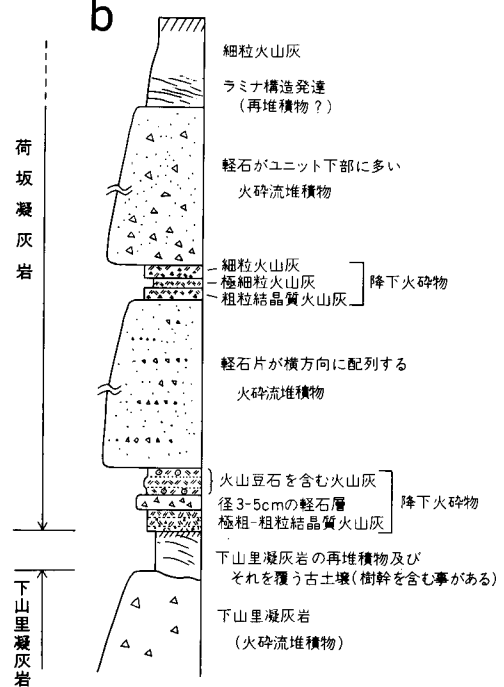 b
細粒火山灰
ラミナ構造発達
(再堆積物?)
荷坂凝灰岩
軽石がユニット下部に多い
火砕流堆積物
細粒火山灰
極細粒火山灰
粗粒結晶質火山灰
降下火砕物
軽石片が横方向に配列する
火砕流堆積物
火山豆石を含む火山灰
径3-5cmの軽石層
極粗-粗粒結晶質火山灰
降下火砕物
下山里凝灰岩の再堆積物及び
それを覆う古土壌(樹幹を含む事がある)
下山里凝灰岩
下山里凝灰岩
(火砕流堆積物)